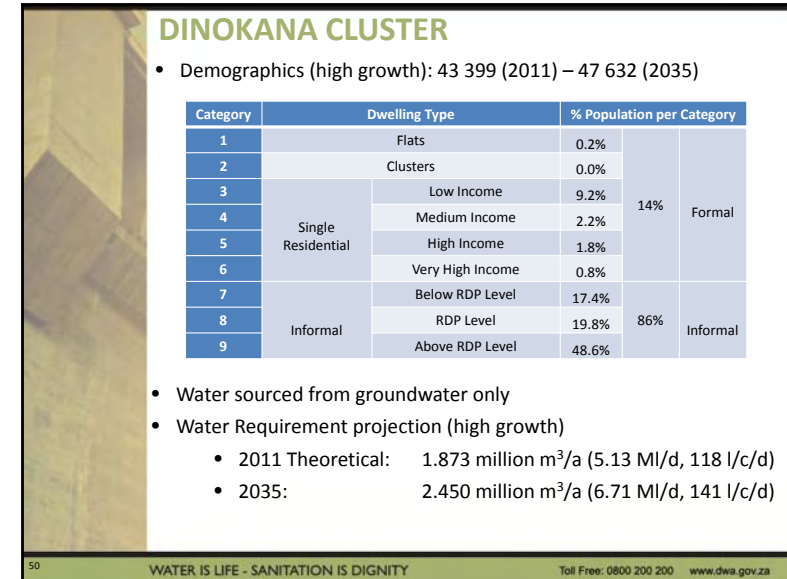 DINOKANA CLUSTER
• Demographics (high growth): 43 399 (2011) – 47 632 (2035)
Category Dwelling Type % Population per Category
1 Flats 0.2%
2 Clusters 0.0%
3 Low Income 9.2%
4 Medium Income 2.2%
5 High Income 1.8%
6 Very High Income 0.8%
Single Residential
14% Formal
7 Below RDP Level 17.4%
8 RDP Level 19.8%
9 Above RDP Level 48.6%
Informal
86% Informal
• Water sourced from groundwater only
• Water Requirement projection (high growth)
• 2011 Theoretical: 1.873 million m³/a (5.13 Ml/d, 118 l/c/d)
• 2035: 2.450 million m³/a (6.71 Ml/d, 141 l/c/d)
50 WATER IS LIFE - SANITATION IS DIGNITY Toll Free: 0800 200 200 www.dwa.gov.za